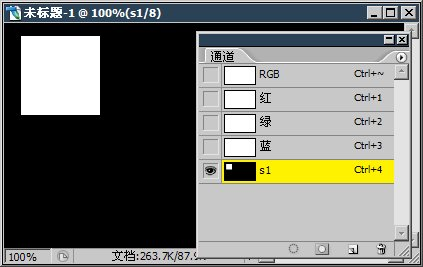 未标题-1 @ 100%(s1/8)
通道
RGB Ctrl+~
红 Ctrl+1
绿 Ctrl+2
蓝 Ctrl+3
s1 Ctrl+4
100% 文档:263.7K/87.9